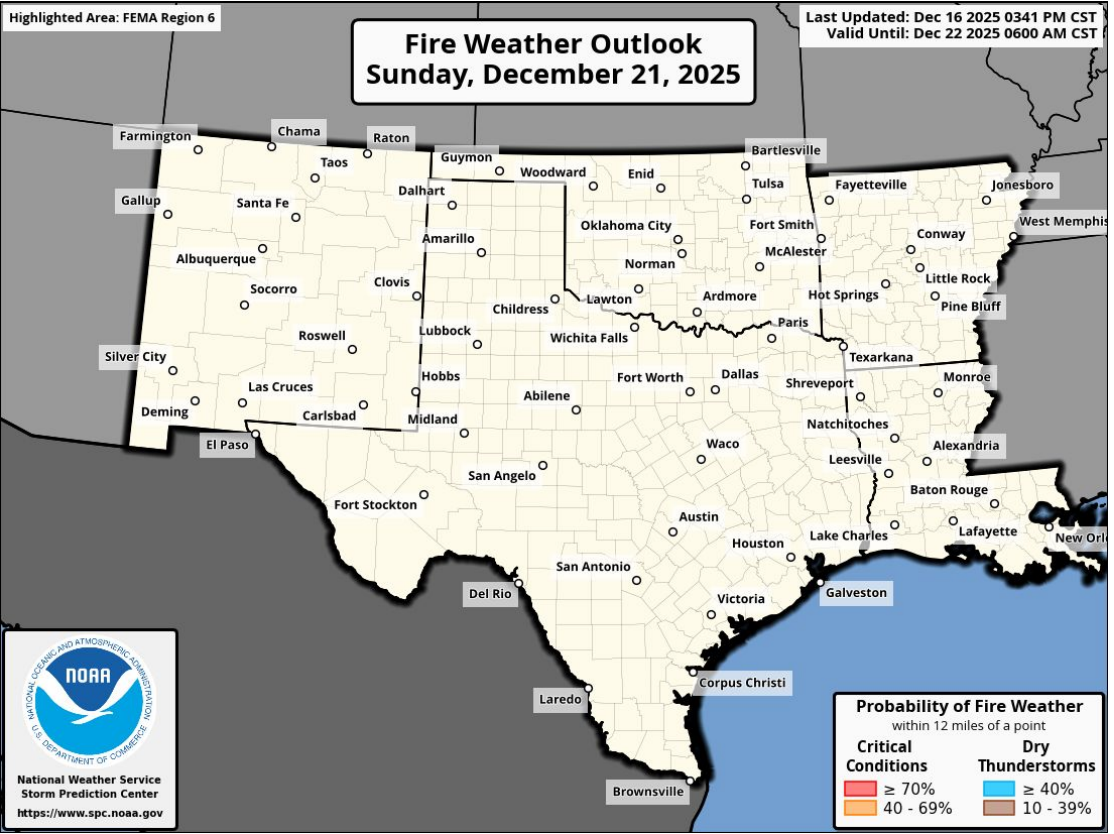 Highlighted Area: FEMA Region 6
Last Updated: Dec 16 2025 0341 PM CST
Valid Until: Dec 22 2025 0600 AM CST
Fire Weather Outlook
Sunday, December 21, 2025
Farmington
Chama
Raton
Taos
Guymon
Woodward
Enid
Bartlesville
Tulsa
Fayetteville
Jonesboro
Gallup
Santa Fe
Dalhart
Oklahoma City
Fort Smith
West Memphis
Albuquerque
Amarillo
Norman
McAlester
Conway
Socorro
Clovis
Childress
Lawton
Ardmore
Hot Springs
Little Rock
Pine Bluff
Roswell
Lubbock
Wichita Falls
Paris
Texarkana
Silver City
Las Cruces
Hobbs
Abilene
Fort Worth
Dallas
Shreveport
Monroe
Deming
Carlsbad
Midland
Natchitoches
El Paso
San Angelo
Waco
Leesville
Alexandria
Fort Stockton
Austin
Baton Rouge
Houston
Lake Charles
Lafayette
New Orl
Del Rio
San Antonio
Victoria
Galveston
Laredo
Corpus Christi
Brownsville
NATIONAL OCEANIC AND ATMOSPHERIC ADMINISTRATION
NOAA
U.S. DEPARTMENT OF COMMERCE
National Weather Service
Storm Prediction Center
https://www.spc.noaa.gov
Probability of Fire Weather
within 12 miles of a point
Critical
Conditions
≥ 70%
40 - 69%
Dry
Thunderstorms
≥ 40%
10 - 39%